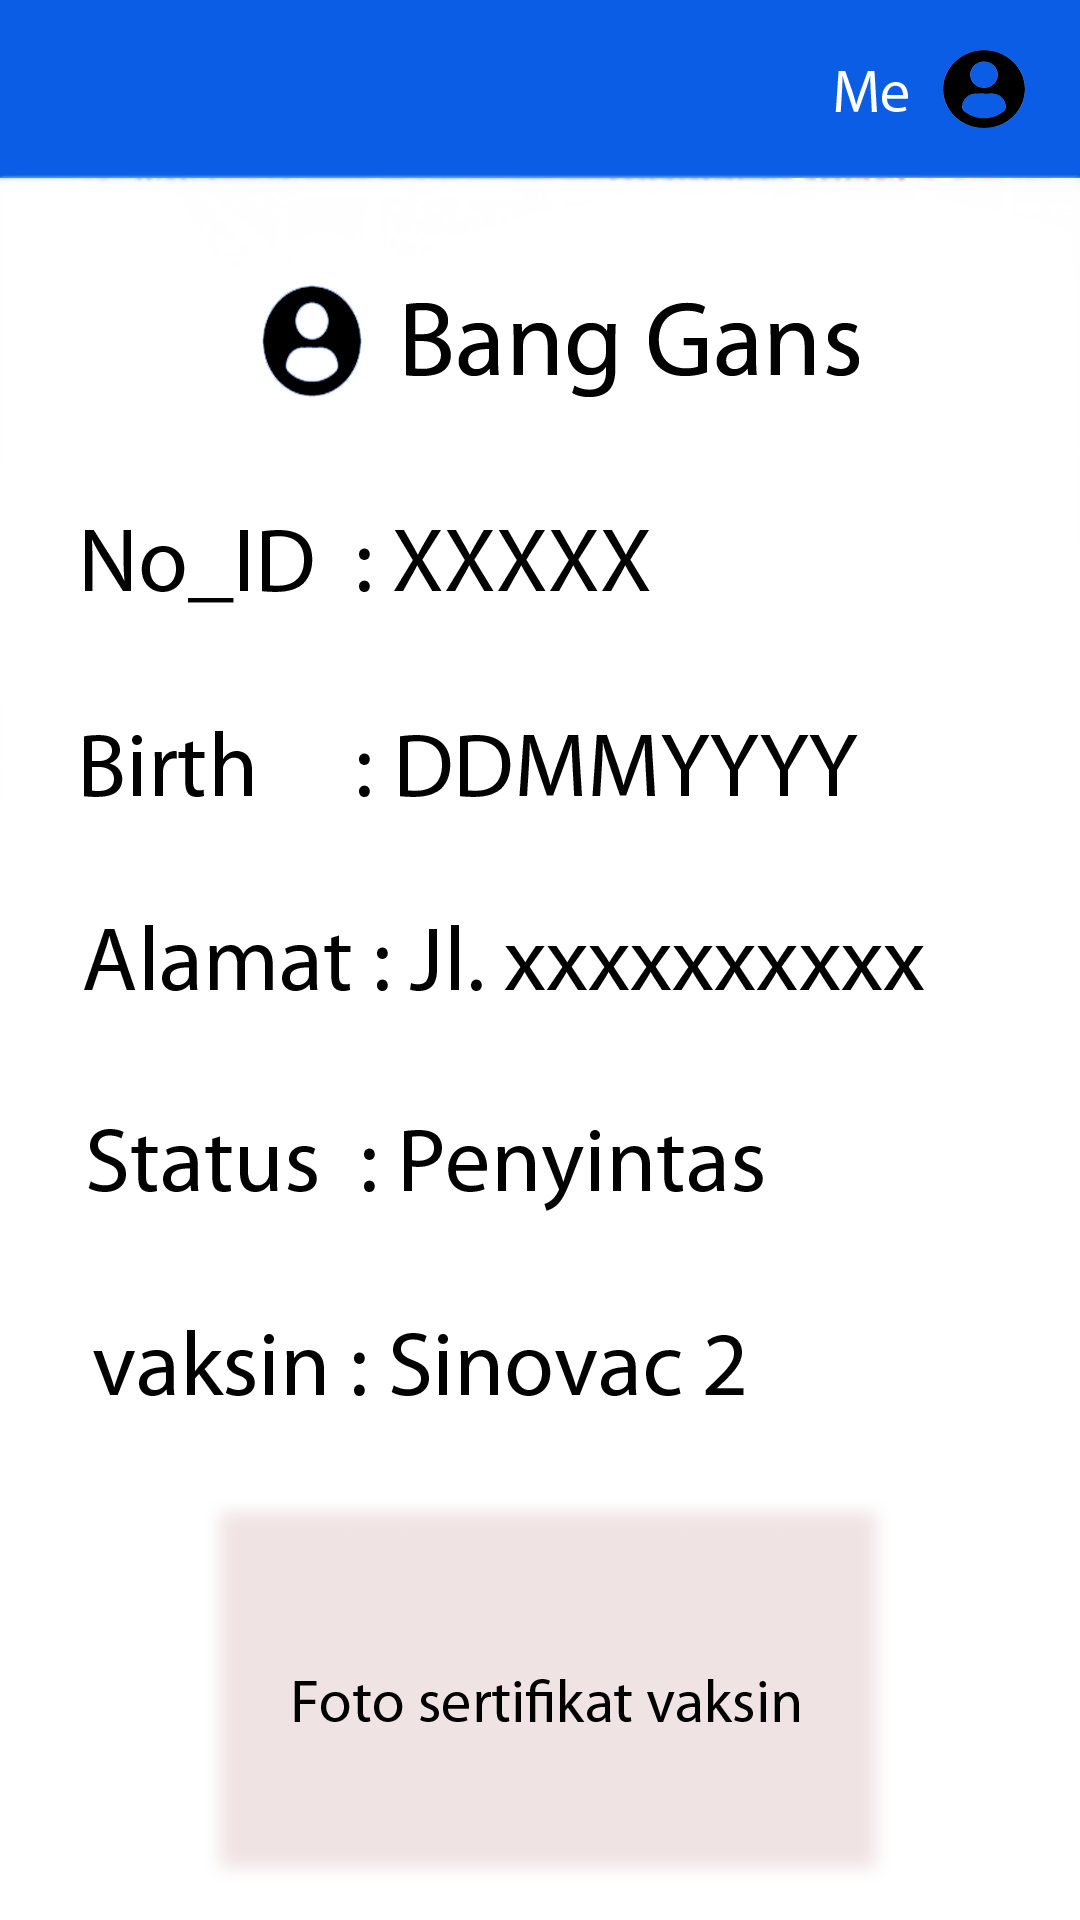 Me
Bang Gans
No_ID : XXXXX
Birth : DDMMYYYY
Alamat : Jl. xxxxxxxxxx
Status : Penyintas
vaksin : Sinovac 2
Foto sertifikat vaksin